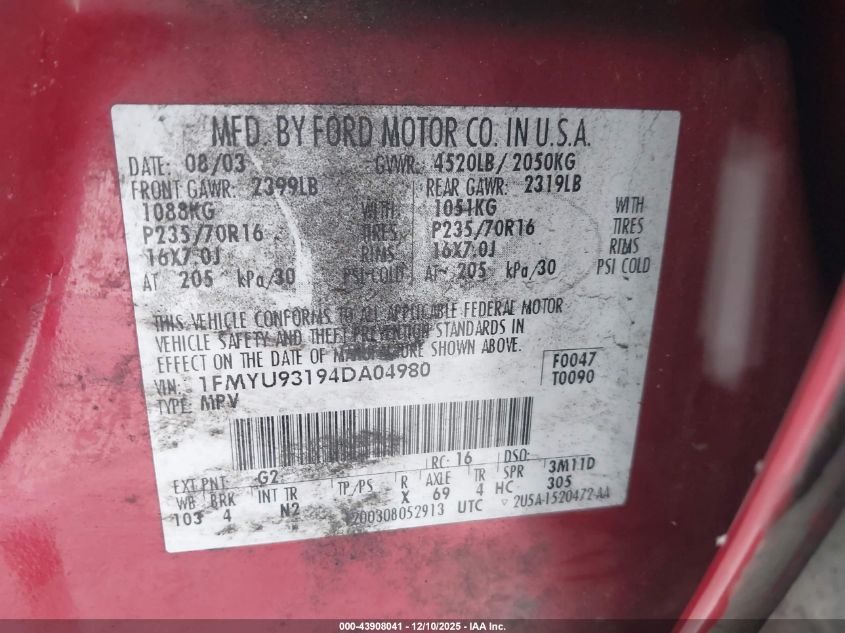 MFD. BY FORD MOTOR CO. IN U.S.A.
DATE: 08/03 GVWR: 4520LB/ 2050KG
FRONT GAWR: 2399LB REAR GAWR: 2319LB
1088KG WITH 1051KG WITH
P235/70R16 TIRES P235/70R16 TIRES
16X7.0J RIMS 16X7.0J RIMS
AT 205 kPa/30 PSI COLD AT 205 kPa/30 PSI COLD
THIS VEHICLE CONFORMS TO ALL APPLICABLE FEDERAL MOTOR
VEHICLE SAFETY AND THEFT PREVENTION STANDARDS IN
EFFECT ON THE DATE OF MANUFACTURE SHOWN ABOVE.
VIN: 1FMYU93194DA04980 F0047
TYPE: MPV T0090
EXT PNT: G2 RC: 16 DSO:
WB BRK INT TR TP/PS R AXLE TR SPR 3M11D
103 4 N2 X 69 4 HC 305
1200308052913 UTC 2U5A-1520472-AA
000-43908041 — 12/10/2025 — IAA Inc.